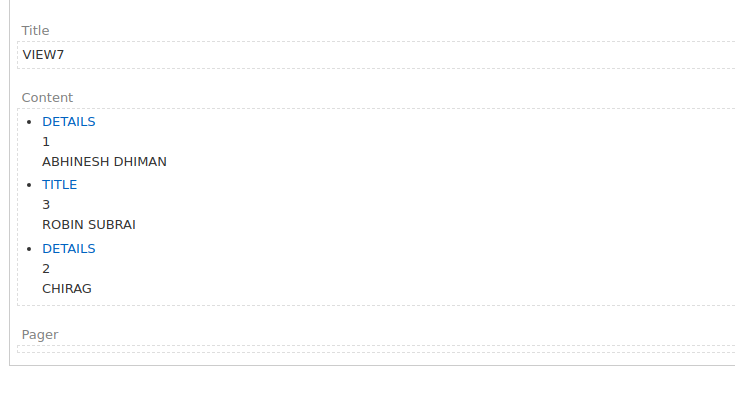 Title
VIEW7
Content
DETAILS
1
ABHINESH DHIMAN
TITLE
3
ROBIN SUBRAI
DETAILS
2
CHIRAG
Pager